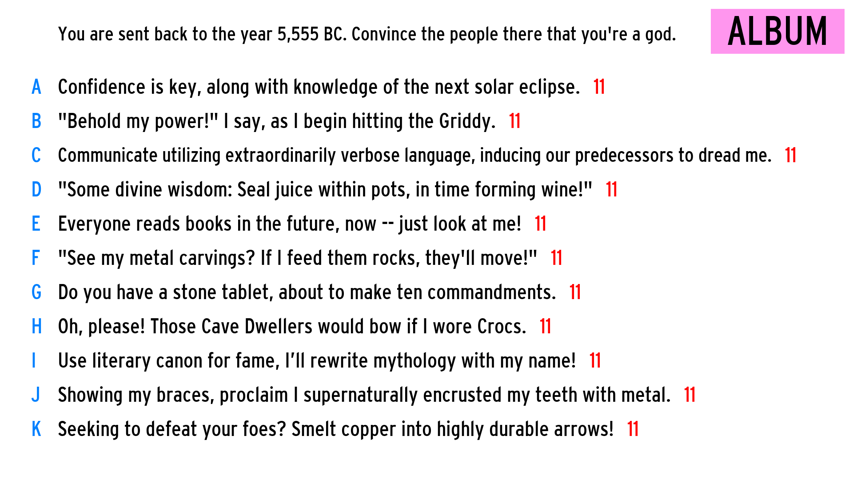 You are sent back to the year 5,555 BC. Convince the people there that you're a god.
ALBUM
A Confidence is key, along with knowledge of the next solar eclipse. 11
B "Behold my power!" I say, as I begin hitting the Griddy. 11
C Communicate utilizing extraordinarily verbose language, inducing our predecessors to dread me. 11
D "Some divine wisdom: Seal juice within pots, in time forming wine!" 11
E Everyone reads books in the future, now -- just look at me! 11
F "See my metal carvings? If I feed them rocks, they'll move!" 11
G Do you have a stone tablet, about to make ten commandments. 11
H Oh, please! Those Cave Dwellers would bow if I wore Crocs. 11
I Use literary canon for fame, I’ll rewrite mythology with my name! 11
J Showing my braces, proclaim I supernaturally encrusted my teeth with metal. 11
K Seeking to defeat your foes? Smelt copper into highly durable arrows! 11